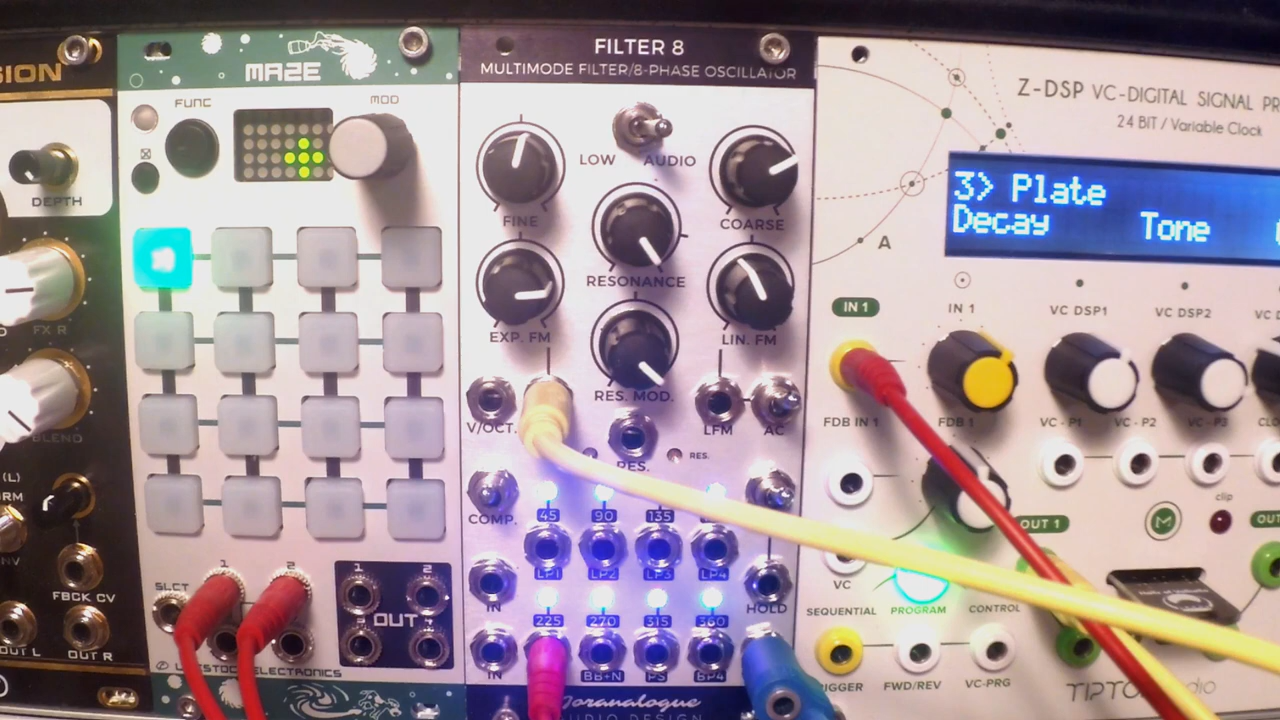 SION
DEPTH
FX R
BLEND
(L)
FBCK CV
OUT L
OUT R
MAZE
FUNC
MOD
SLCT
1
2
1
2
OUT
ELECTRONICS
FILTER 8
MULTIMODE FILTER/8-PHASE OSCILLATOR
LOW
AUDIO
FINE
COARSE
RESONANCE
EXP. FM
LIN. FM
RES. MOD.
V/OCT.
LFM
AC
RES.
RES.
COMP.
45
90
135
LP1
LP2
LP3
LP4
IN
HOLD
225
270
315
360
IN
BB+N
PS
BP4
Joranalogue
AUDIO DESIGN
Z-DSP VC-DIGITAL SIGNAL PR
24 BIT / Variable Clock
3> Plate
Decay Tone
A
IN 1
IN 1
VC DSP1
VC DSP2
FDB IN 1
FDB 1
VC - P1
VC - P2
VC - P3
clip
OUT 1
M
VC
SEQUENTIAL
PROGRAM
CONTROL
FWD/REV
VC-PRG